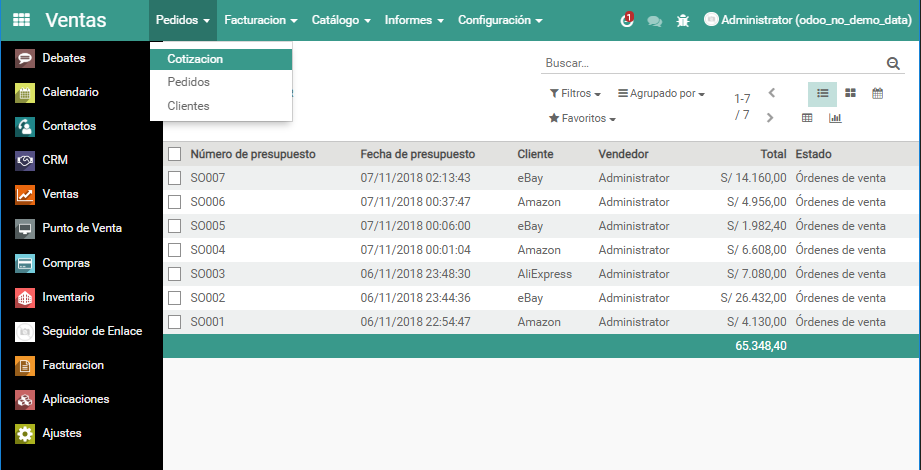 Ventas Pedidos Facturacion Catálogo Informes Configuración 1 Administrator (odoo_no_demo_data)
Cotizacion
Pedidos
Clientes
Debates
Calendario
Contactos
CRM
Ventas
Punto de Venta
Compras
Inventario
Seguidor de Enlace
Facturacion
Aplicaciones
Ajustes
Buscar...
Filtros Agrupado por
Favoritos
1-7
/ 7
Número de presupuesto Fecha de presupuesto Cliente Vendedor Total Estado
SO007 07/11/2018 02:13:43 eBay Administrator S/ 14.160,00 Órdenes de venta
SO006 07/11/2018 00:37:47 Amazon Administrator S/ 4.956,00 Órdenes de venta
SO005 07/11/2018 00:06:00 eBay Administrator S/ 1.982,40 Órdenes de venta
SO004 07/11/2018 00:01:04 Amazon Administrator S/ 6.608,00 Órdenes de venta
SO003 06/11/2018 23:48:30 AliExpress Administrator S/ 7.080,00 Órdenes de venta
SO002 06/11/2018 23:44:36 eBay Administrator S/ 26.432,00 Órdenes de venta
SO001 06/11/2018 22:54:47 Amazon Administrator S/ 4.130,00 Órdenes de venta
65.348,40